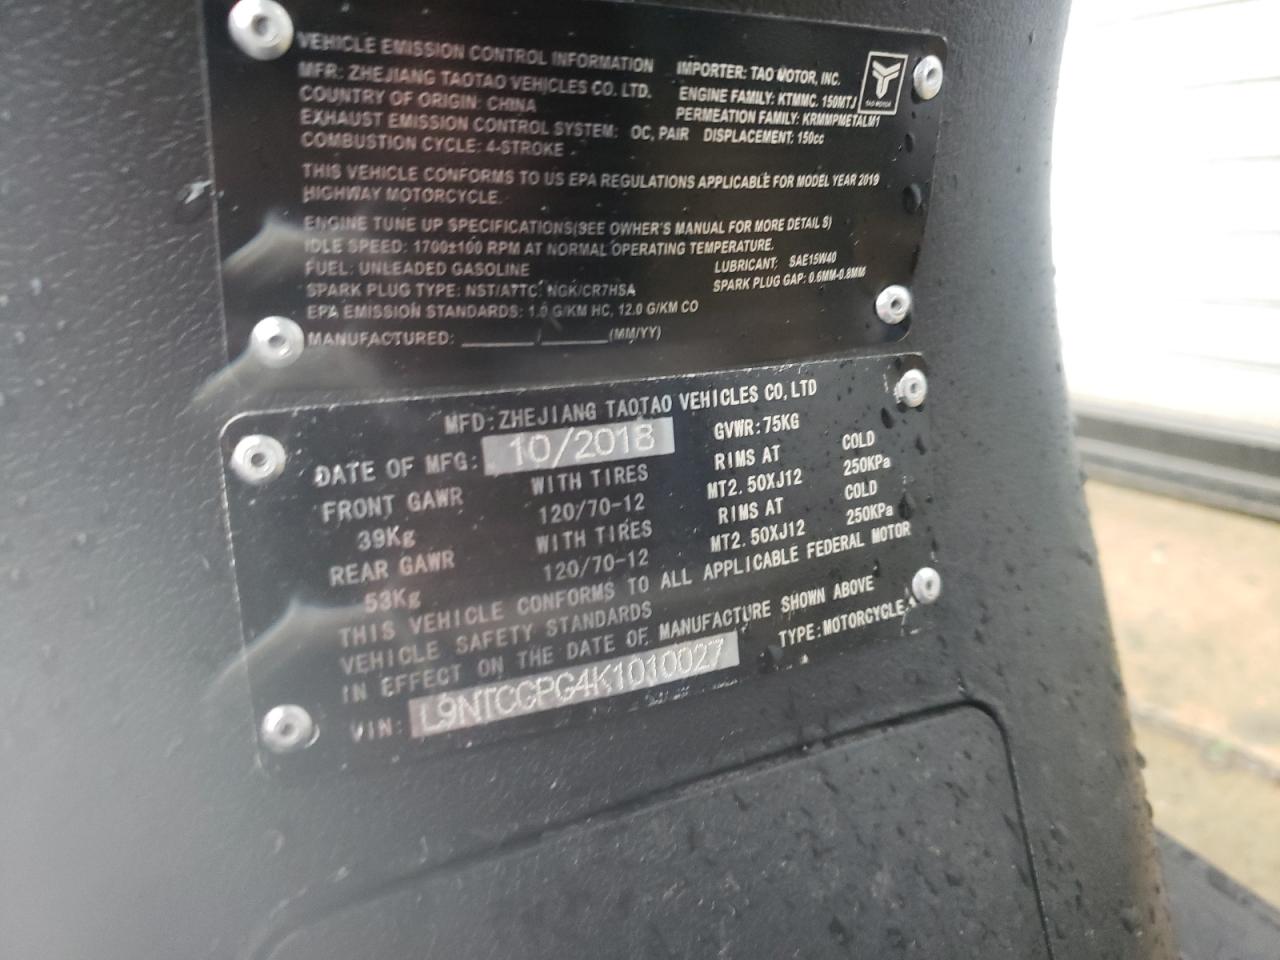 VEHICLE EMISSION CONTROL INFORMATION
MFR: ZHEJIANG TAOTAO VEHICLES CO. LTD.
COUNTRY OF ORIGIN: CHINA
EXHAUST EMISSION CONTROL SYSTEM: OC, PAIR
COMBUSTION CYCLE: 4-STROKE
IMPORTER: TAO MOTOR, INC.
ENGINE FAMILY: KTMMC. 150MTJ
PERMEATION FAMILY: KRMMPMETALM1
DISPLACEMENT: 150cc
TAO MOTOR
THIS VEHICLE CONFORMS TO US EPA REGULATIONS APPLICABLE FOR MODEL YEAR 2019
HIGHWAY MOTORCYCLE.
ENGINE TUNE UP SPECIFICATIONS(SEE OWNER'S MANUAL FOR MORE DETAILS)
IDLE SPEED: 1700±100 RPM AT NORMAL OPERATING TEMPERATURE.
FUEL: UNLEADED GASOLINE LUBRICANT: SAE15W40
SPARK PLUG TYPE: NST/A7TC, NGK/CR7HSA SPARK PLUG GAP: 0.6MM-0.8MM
EPA EMISSION STANDARDS: 1.0 G/KM HC, 12.0 G/KM CO
MANUFACTURED: ______/______(MM/YY)
MFD:ZHEJIANG TAOTAO VEHICLES CO,LTD
DATE OF MFG: 10/2018 GVWR:75KG
FRONT GAWR WITH TIRES RIMS AT COLD
39Kg 120/70-12 MT2.50XJ12 250KPa
REAR GAWR WITH TIRES RIMS AT COLD
53Kg 120/70-12 MT2.50XJ12 250KPa
THIS VEHICLE CONFORMS TO ALL APPLICABLE FEDERAL MOTOR
VEHICLE SAFETY STANDARDS
IN EFFECT ON THE DATE OF MANUFACTURE SHOWN ABOVE
VIN: L9NTCGPG4K1010027 TYPE:MOTORCYCLE